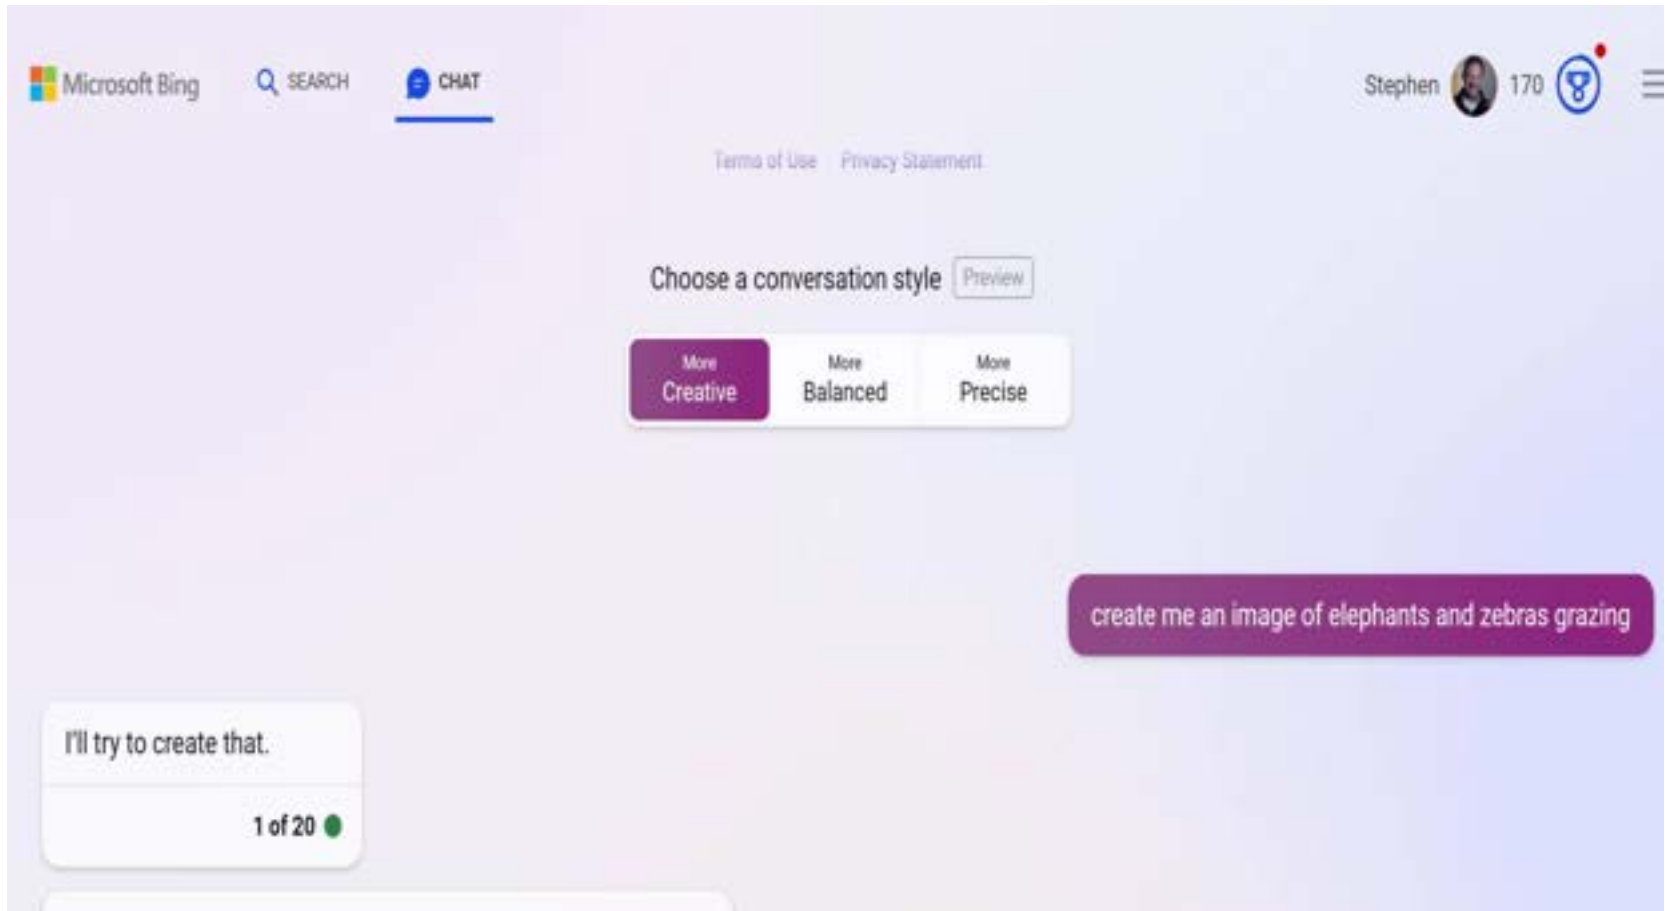 Microsoft Bing SEARCH CHAT Stephen 170
Terms of Use Privacy Statement
Choose a conversation style Preview
More Creative
More Balanced
More Precise
create me an image of elephants and zebras grazing
I'll try to create that.
1 of 20